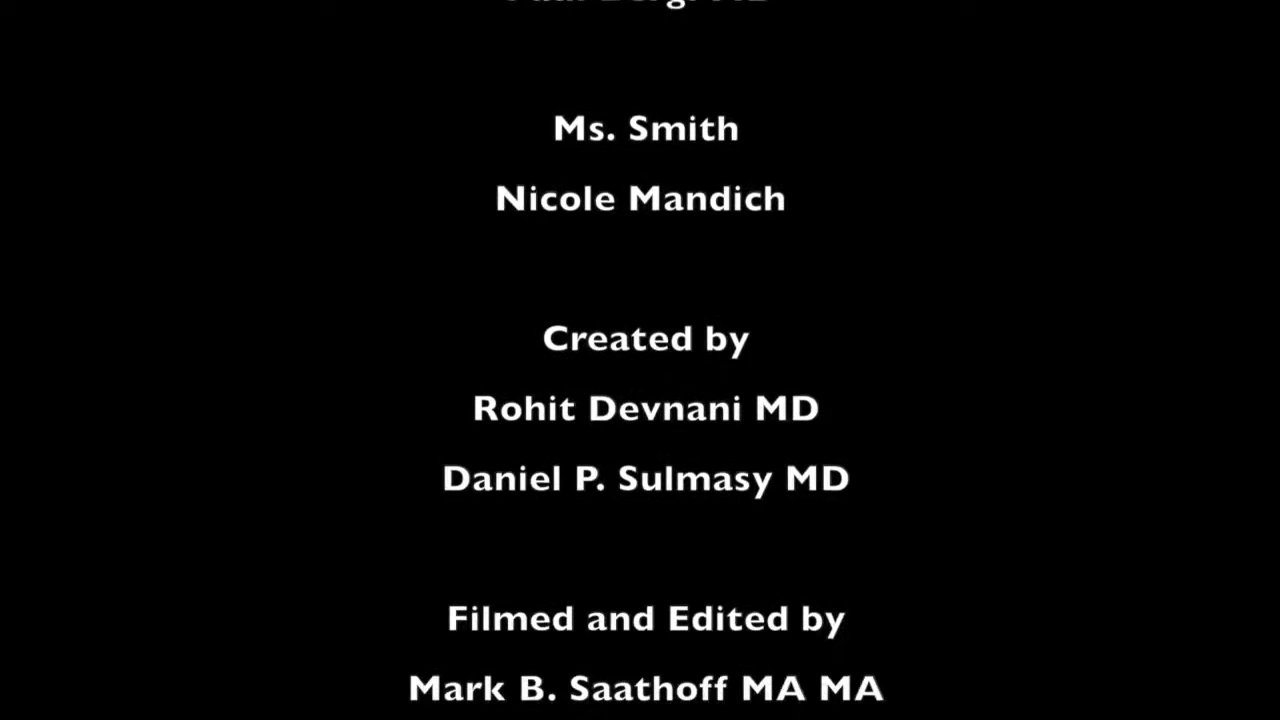 Ms. Smith
Nicole Mandich
Created by
Rohit Devnani MD
Daniel P. Sulmasy MD
Filmed and Edited by
Mark B. Saathoff MA MA